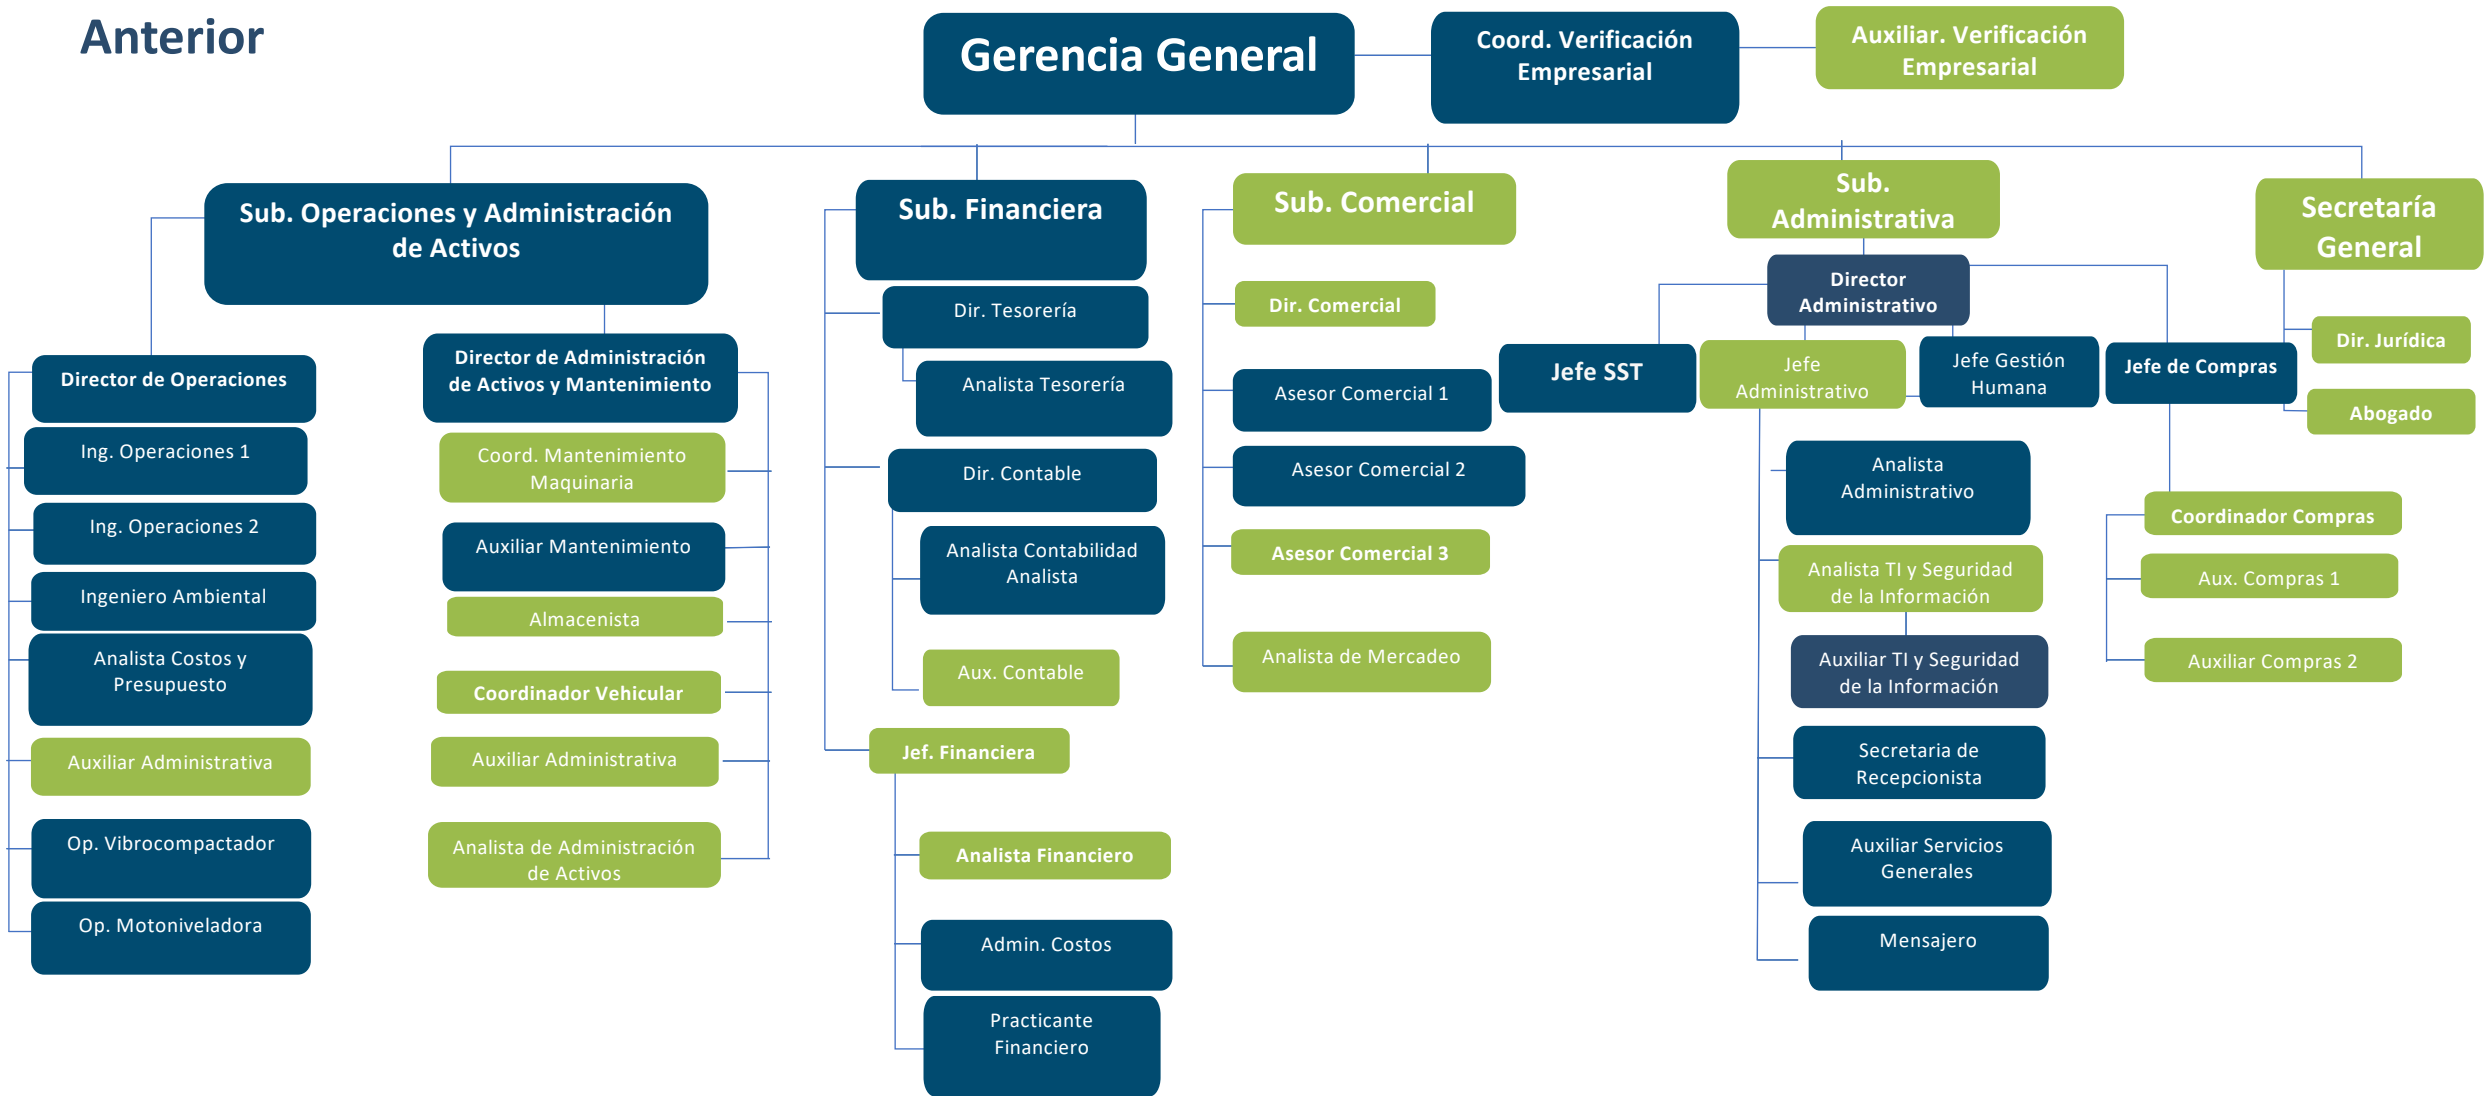 Anterior
Gerencia General
Coord. Verificación
Empresarial
Auxiliar. Verificación
Empresarial
Sub. Operaciones y Administración
de Activos
Director de Operaciones
Ing. Operaciones 1
Ing. Operaciones 2
Ingeniero Ambiental
Analista Costos y
Presupuesto
Auxiliar Administrativa
Op. Vibrocompactador
Op. Motoniveladora
Director de Administración
de Activos y Mantenimiento
Coord. Mantenimiento
Maquinaria
Auxiliar Mantenimiento
Almacenista
Coordinador Vehicular
Auxiliar Administrativa
Analista de Administración
de Activos
Sub. Financiera
Dir. Tesorería
Analista Tesorería
Dir. Contable
Analista Contabilidad
Analista
Aux. Contable
Jef. Financiera
Analista Financiero
Admin. Costos
Practicante
Financiero
Sub. Comercial
Dir. Comercial
Asesor Comercial 1
Asesor Comercial 2
Asesor Comercial 3
Analista de Mercadeo
Sub.
Administrativa
Director
Administrativo
Jefe SST
Jefe
Administrativo
Jefe Gestión
Humana
Jefe de Compras
Analista
Administrativo
Analista TI y Seguridad
de la Información
Auxiliar TI y Seguridad
de la Información
Secretaria de
Recepcionista
Auxiliar Servicios
Generales
Mensajero
Coordinador Compras
Aux. Compras 1
Auxiliar Compras 2
Secretaría
General
Dir. Jurídica
Abogado